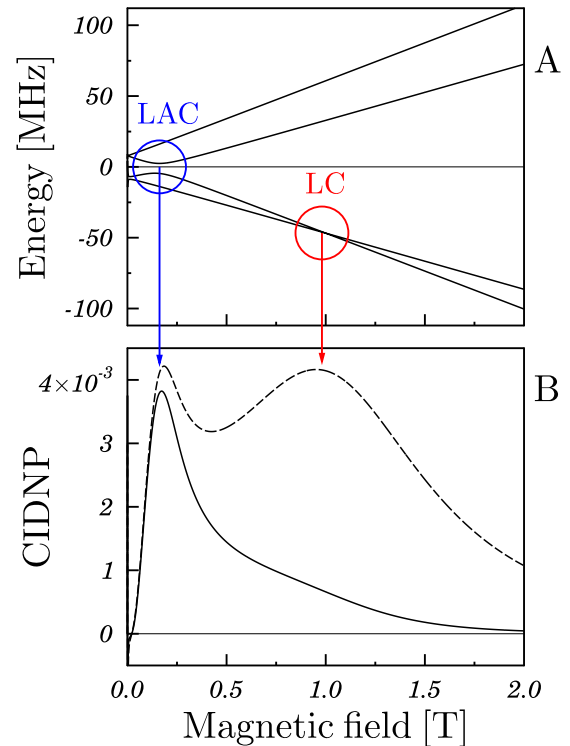 A
Energy [MHz]
100
50
0
-50
-100
LAC
LC
B
CIDNP
4×10⁻³
3
2
1
0
0.0 0.5 1.0 1.5 2.0
Magnetic field [T]